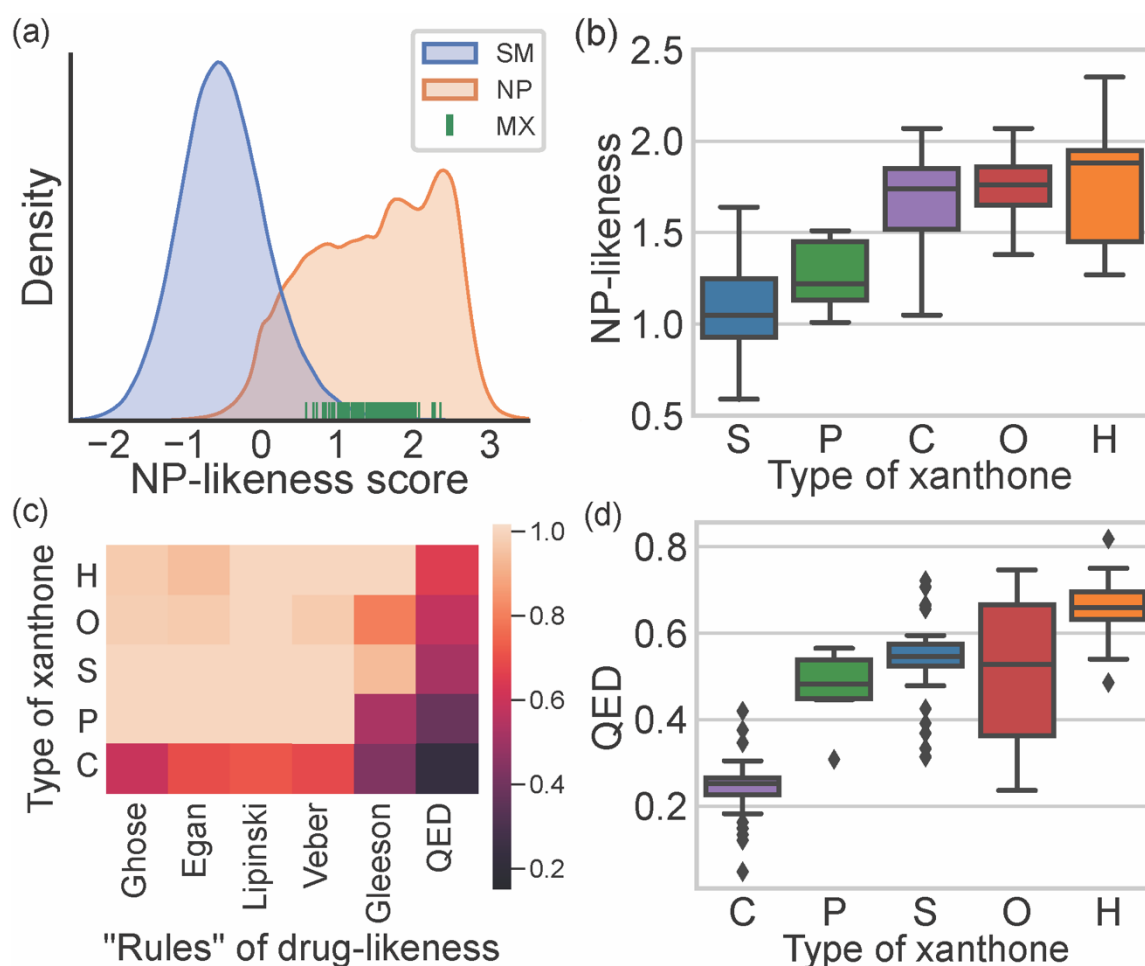 (a)
SM
NP
MX
Density
−2 −1 0 1 2 3
NP-likeness score
(b)
2.5
2.0
1.5
1.0
0.5
NP-likeness
S P C O H
Type of xanthone
(c)
Type of xanthone
H
O
S
P
C
Ghose
Egan
Lipinski
Veber
Gleeson
QED
"Rules" of drug-likeness
1.0
0.8
0.6
0.4
0.2
(d)
0.8
0.6
0.4
0.2
QED
C P S O H
Type of xanthone